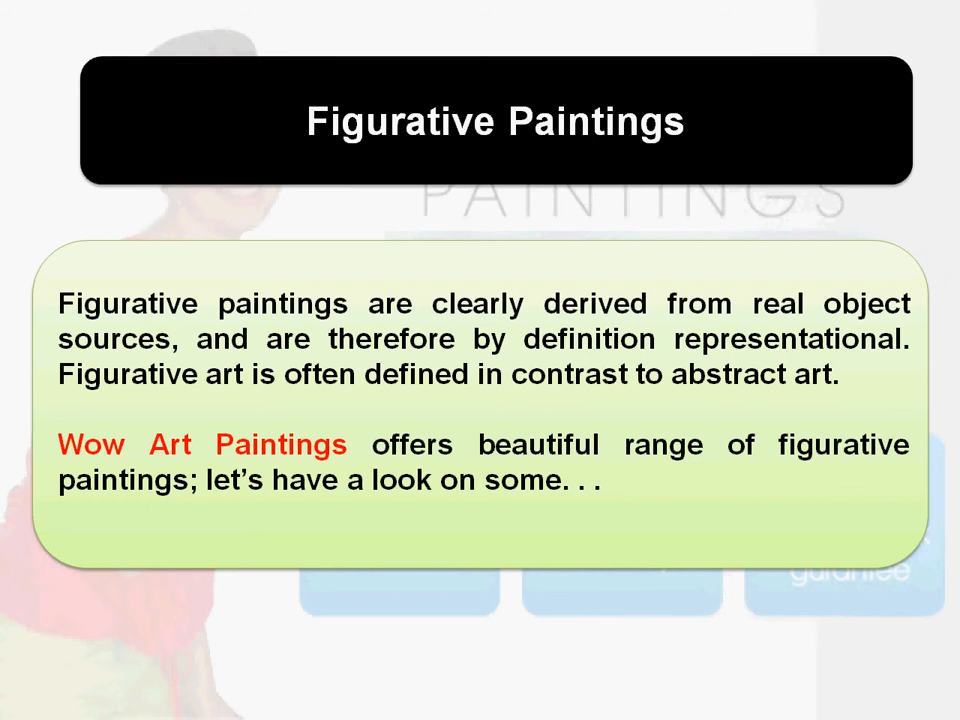 Figurative Paintings
PAINTINGS
Figurative paintings are clearly derived from real object
sources, and are therefore by definition representational.
Figurative art is often defined in contrast to abstract art.
Wow Art Paintings offers beautiful range of figurative
paintings; let’s have a look on some. . .